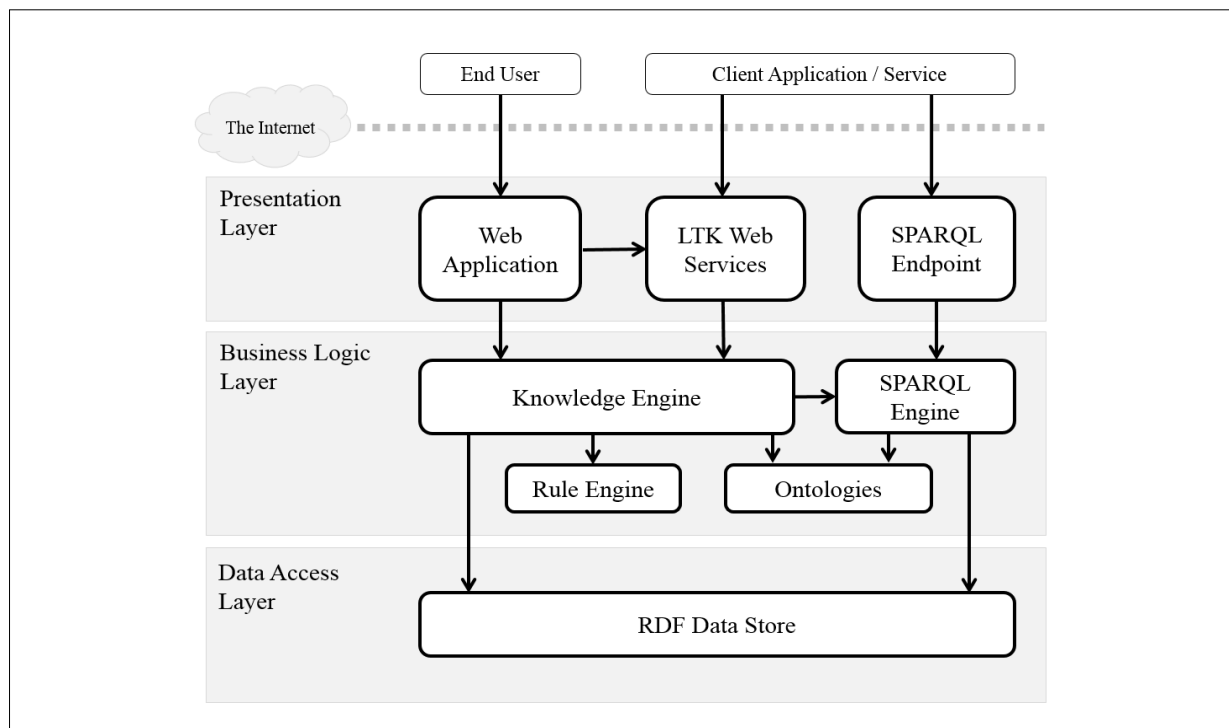 End User
Client Application / Service
The Internet
Presentation
Layer
Web
Application
LTK Web
Services
SPARQL
Endpoint
Business Logic
Layer
Knowledge Engine
SPARQL
Engine
Rule Engine
Ontologies
Data Access
Layer
RDF Data Store